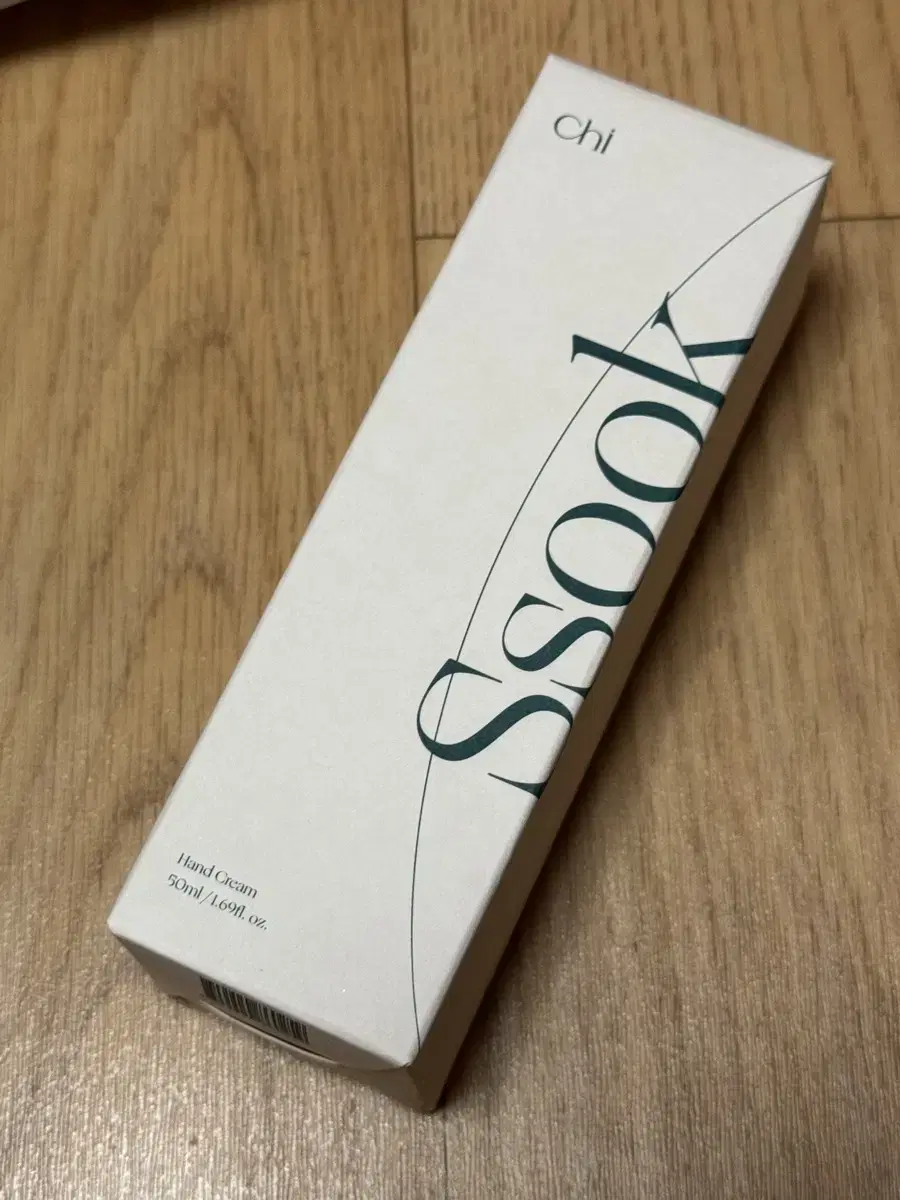 Chi
Ssook
Hand Cream
50ml / 1.69fl. oz.